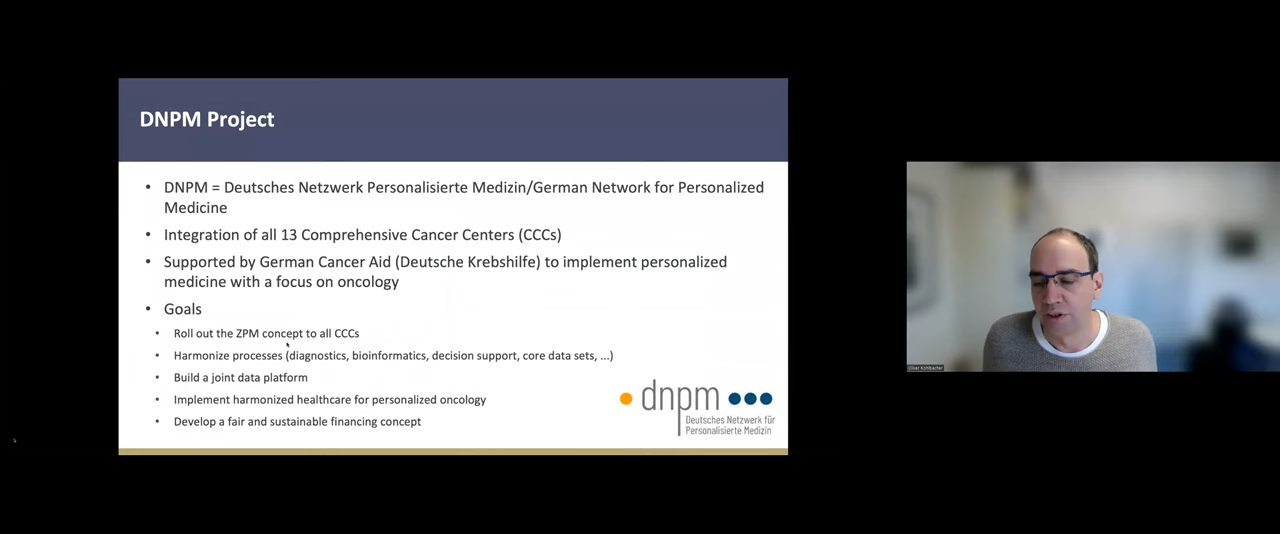 DNPM Project
• DNPM = Deutsches Netzwerk Personalisierte Medizin/German Network for Personalized
Medicine
• Integration of all 13 Comprehensive Cancer Centers (CCCs)
• Supported by German Cancer Aid (Deutsche Krebshilfe) to implement personalized
medicine with a focus on oncology
• Goals
• Roll out the ZPM concept to all CCCs
• Harmonize processes (diagnostics, bioinformatics, decision support, core data sets, ...)
• Build a joint data platform
• Implement harmonized healthcare for personalized oncology
• Develop a fair and sustainable financing concept
dnpm
Deutsches Netzwerk für
Personalisierte Medizin
Oliver Kohlbacher